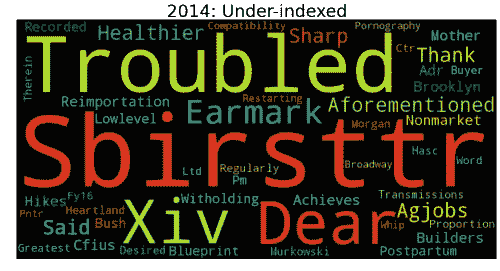 2014: Under-indexed
Recorded Compatibility Pornography
Healthier Sharp Ctr Mother
Therein Troubled Thank
Adr Buyer
Reimportation Restarting Brooklyn
Lowlevel Earmark Aforementioned
Morgan Nonmarket
Sbirsttr
Ltd Regularly Broadway Hasc Word
Pm
Hikes Fy16 Witholding Achieves Transmissions
Pntr Heartland Xiv Dear Agjobs
Said Bush Whip Proportion
Cfius Builders
Greatest Desired Blueprint Murkowski Postpartum